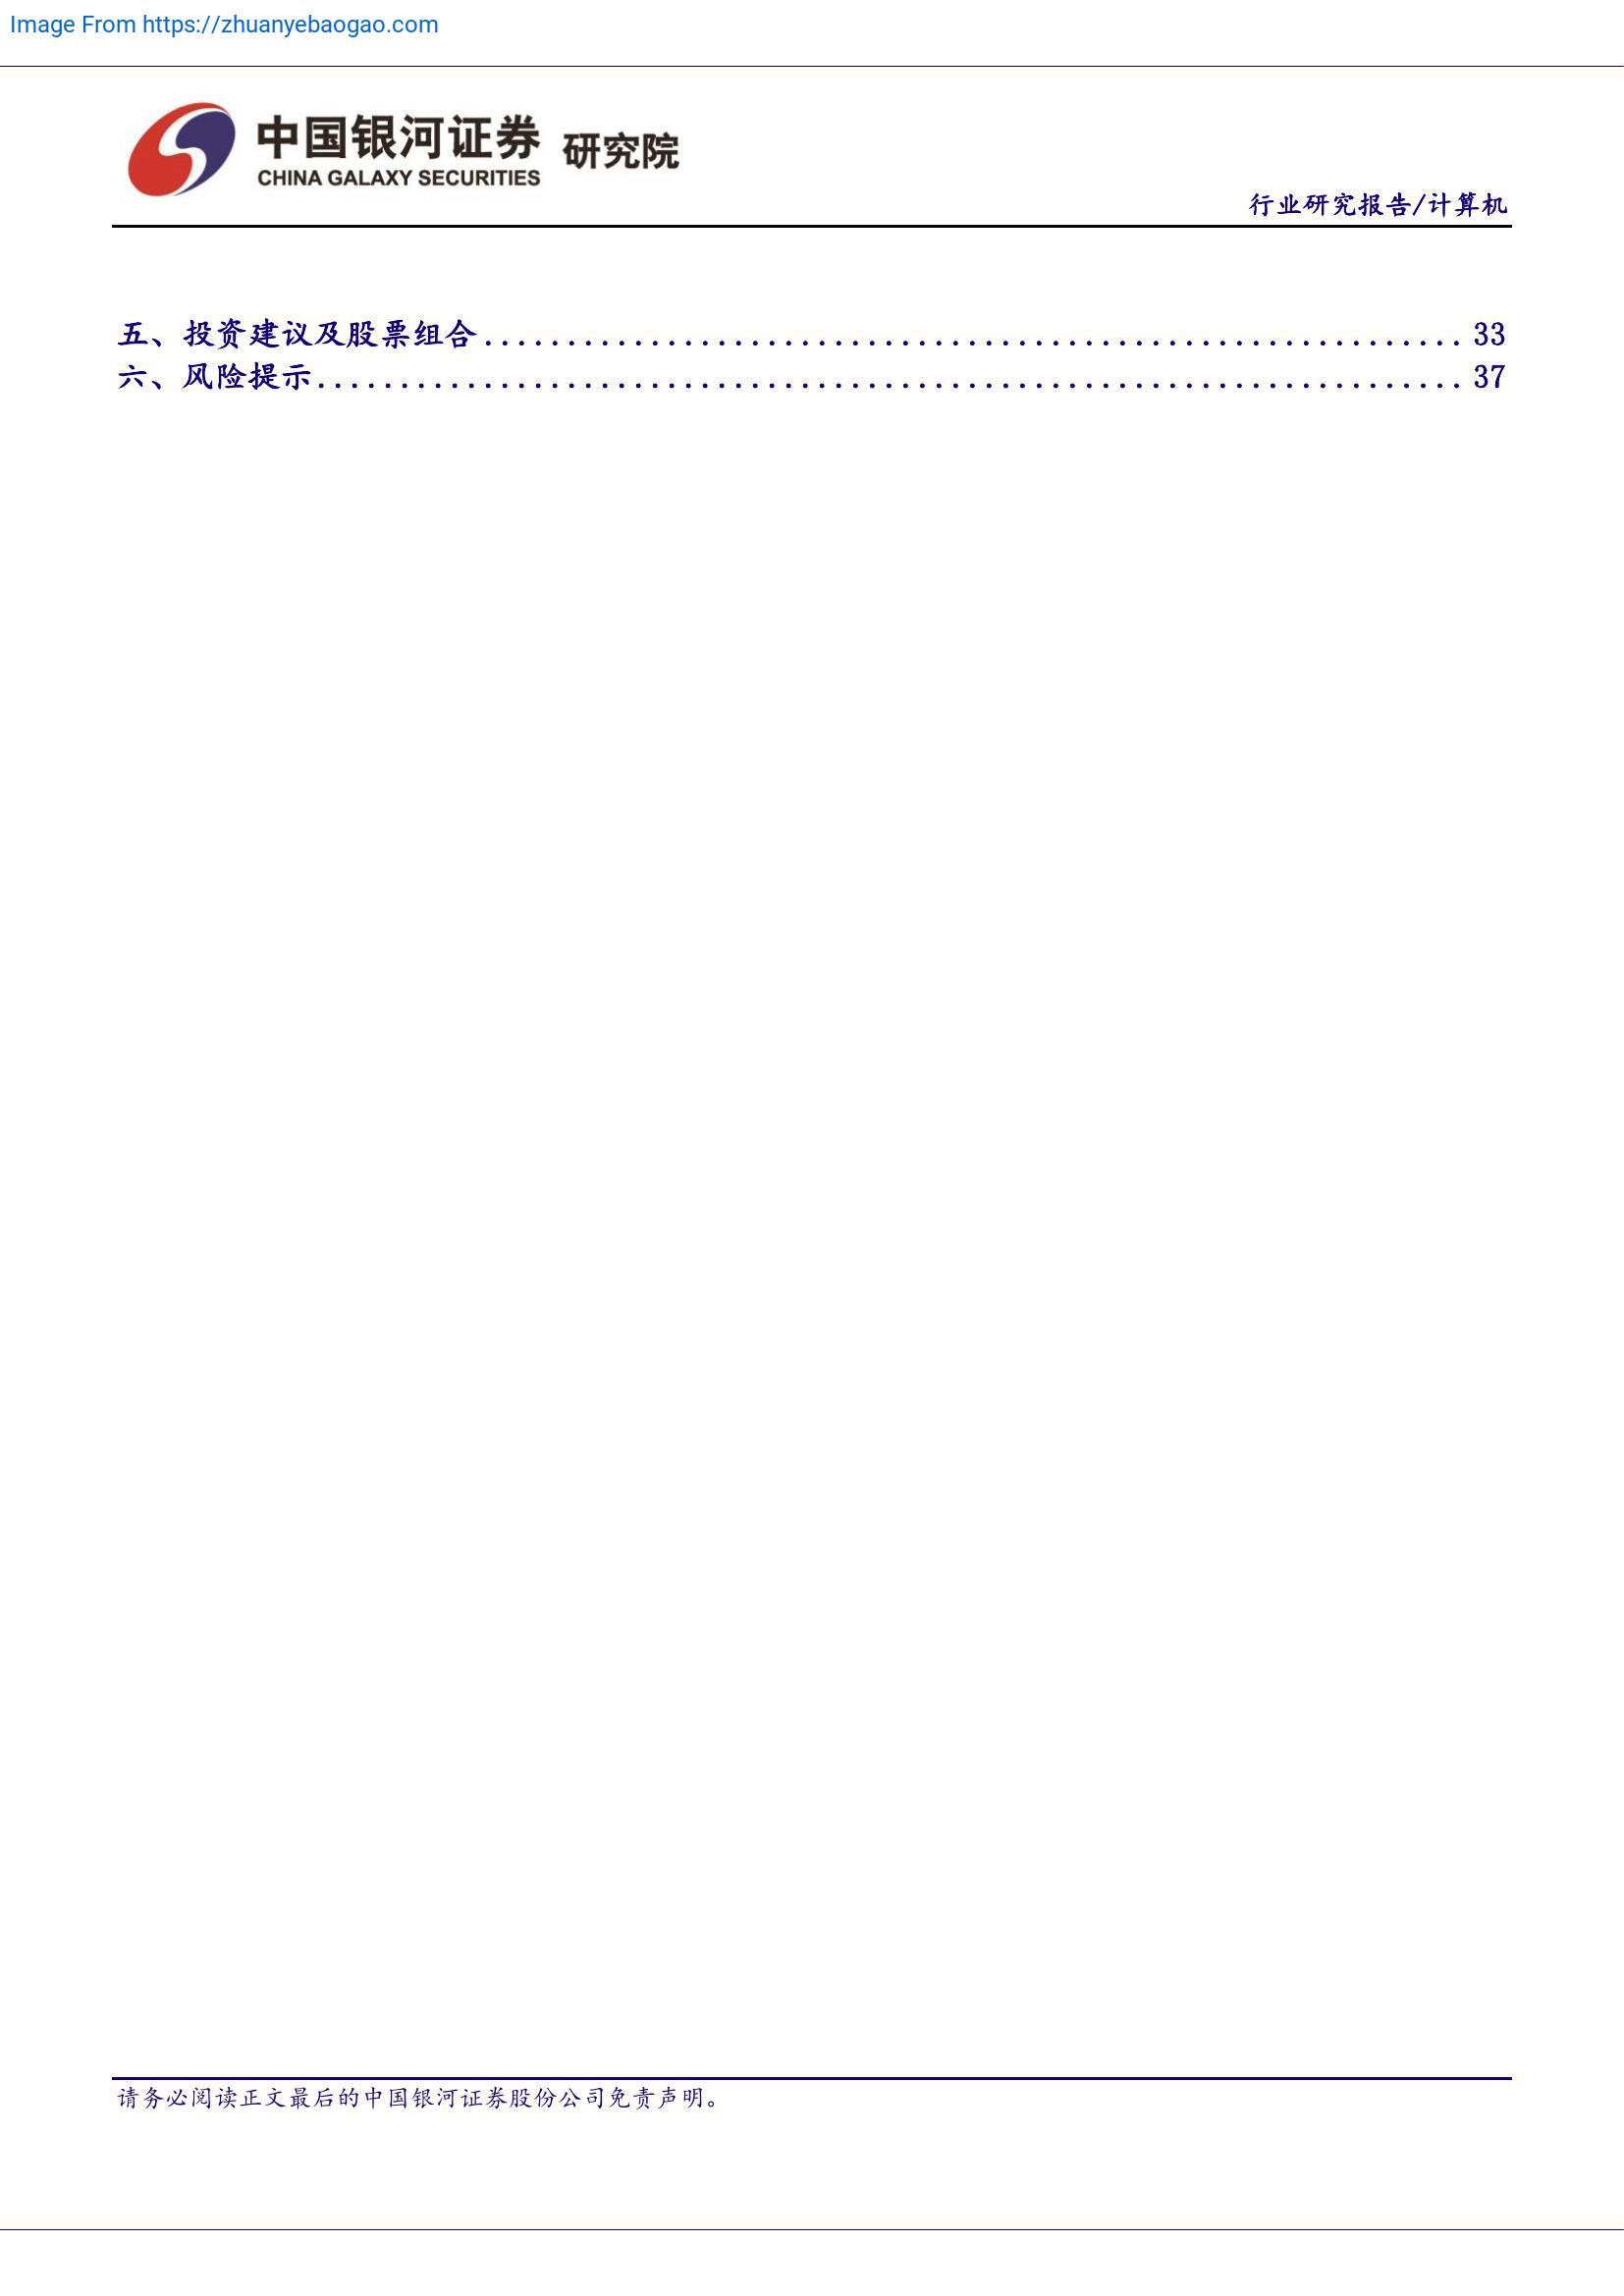 Image From https://zhuanyebaogao.com
中国银河证券 研究院
CHINA GALAXY SECURITIES
行业研究报告/计算机
五、投资建议及股票组合........................................................... 33
六、风险提示..................................................................... 37
请务必阅读正文最后的中国银河证券股份公司免责声明。